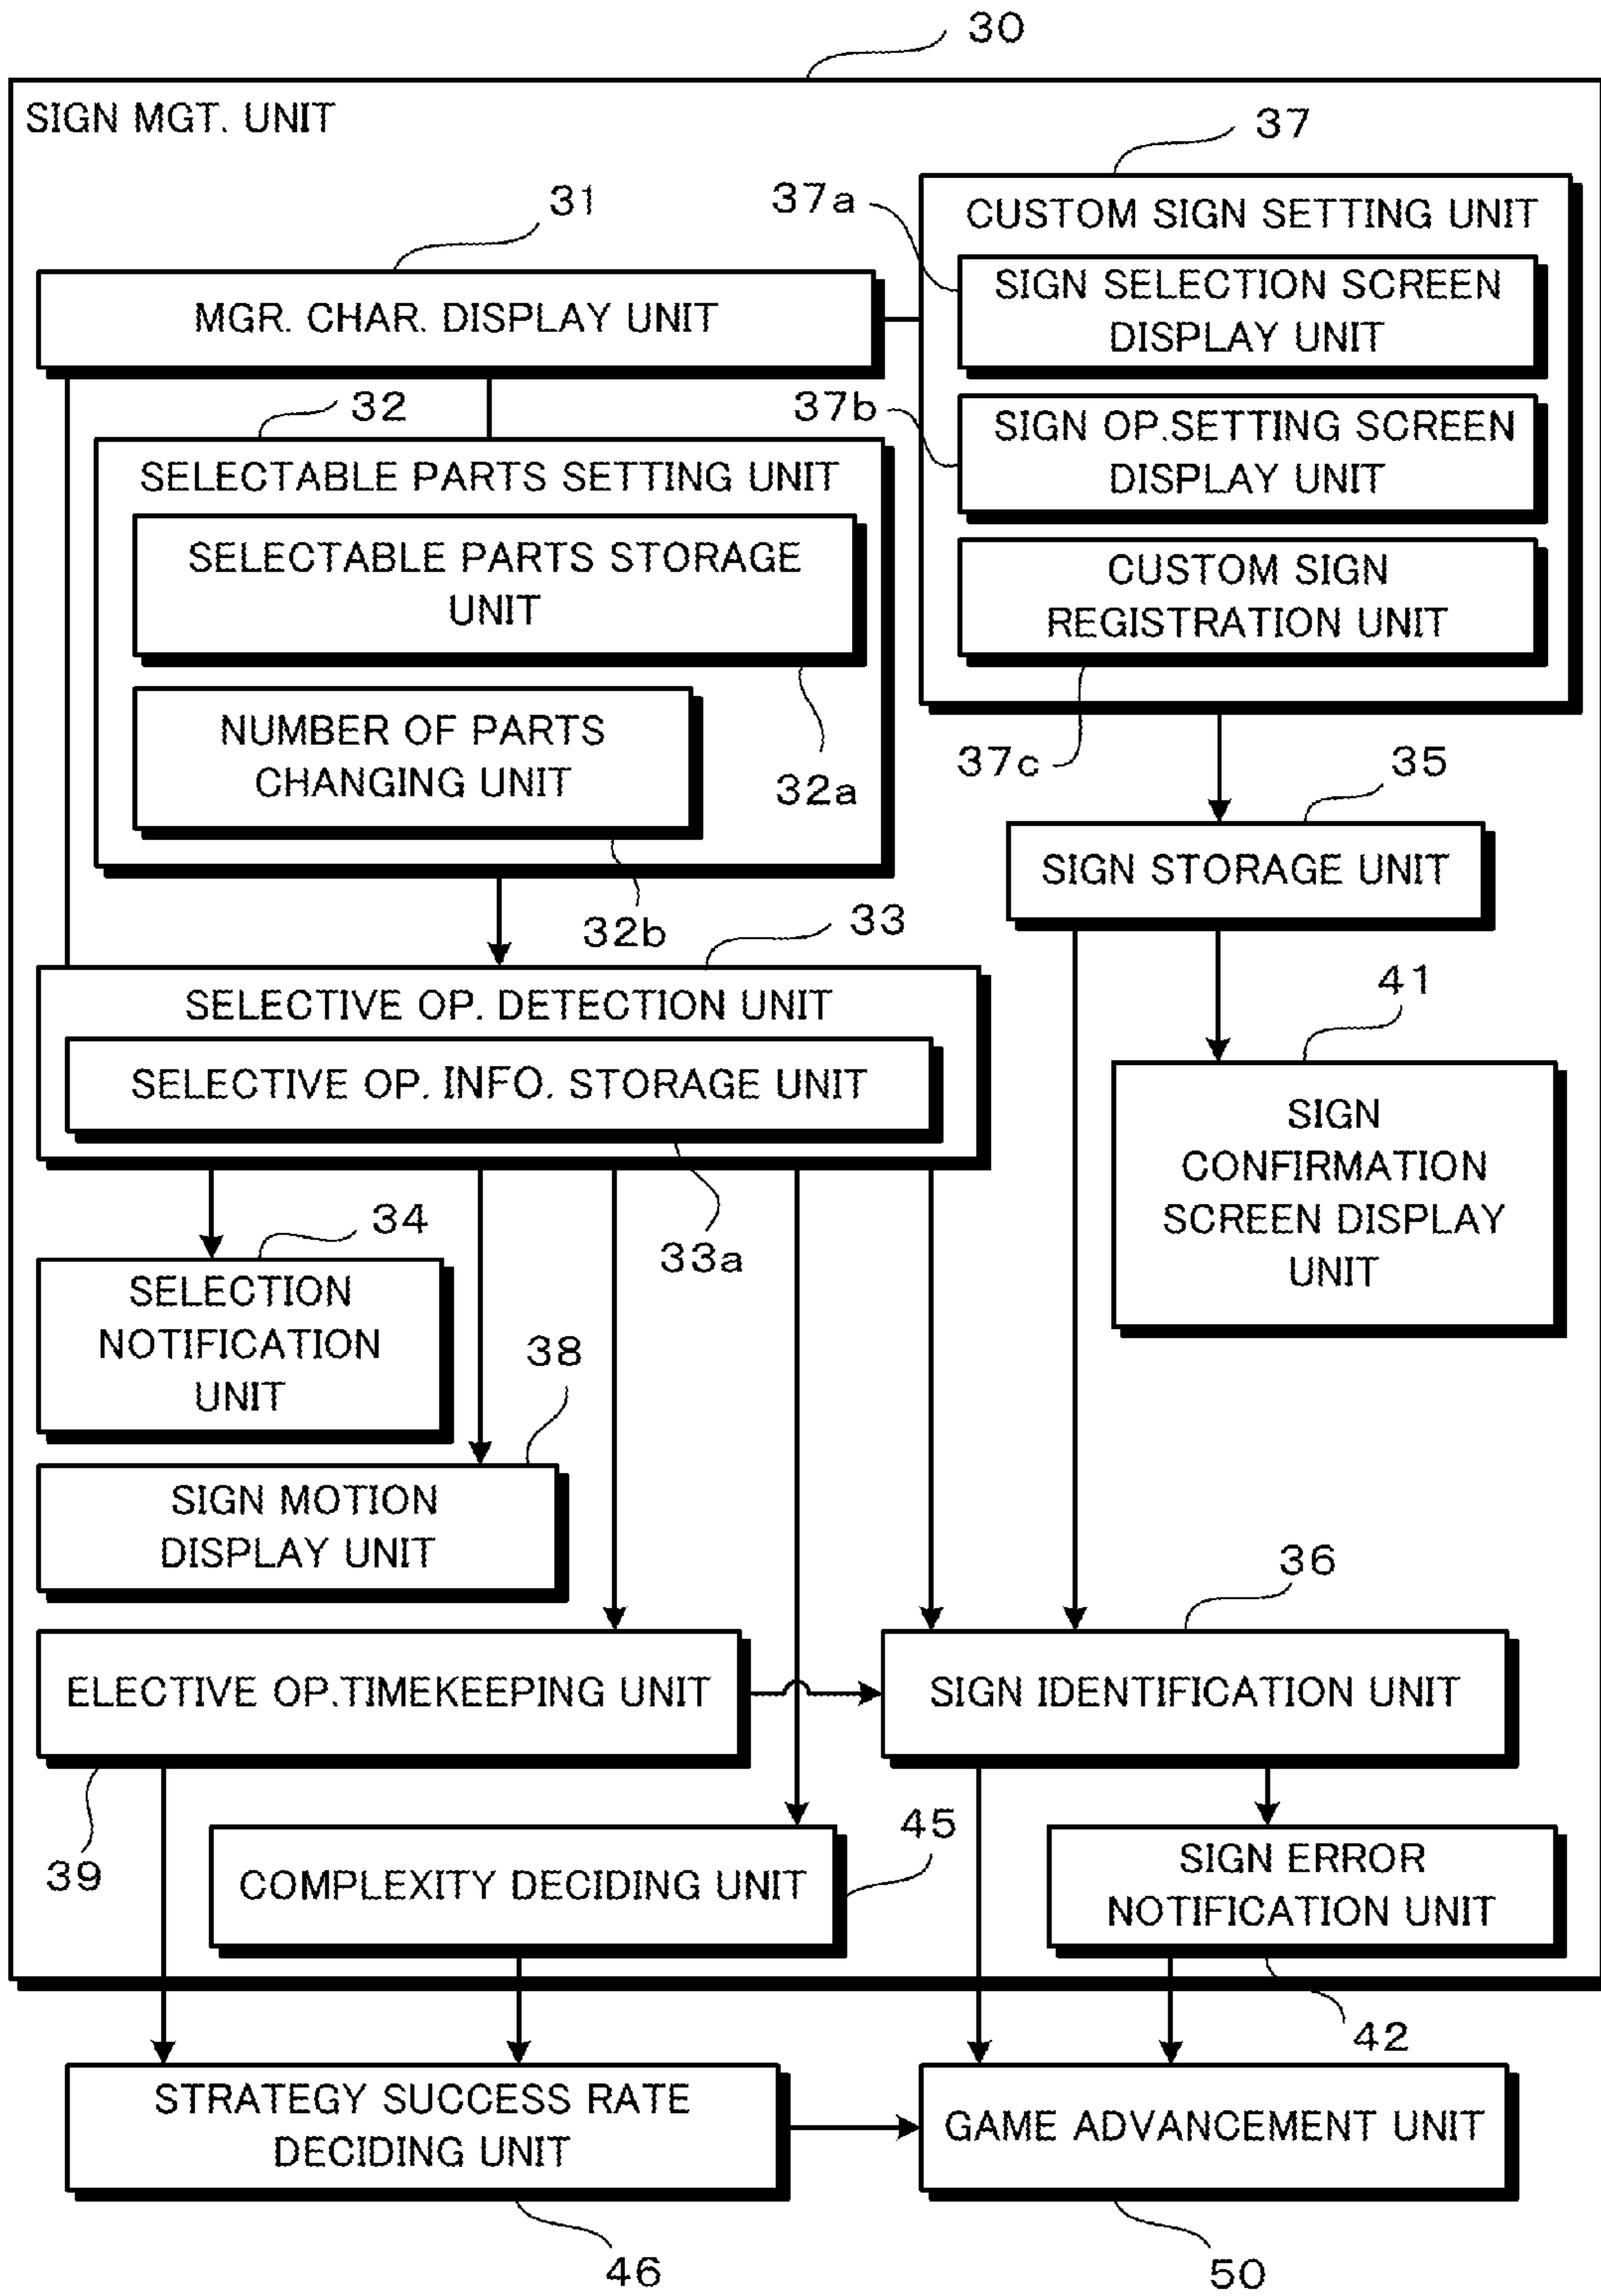 30
SIGN MGT. UNIT
37
37a
31
CUSTOM SIGN SETTING UNIT
SIGN SELECTION SCREEN
DISPLAY UNIT
MGR. CHAR. DISPLAY UNIT
32
37b
SIGN OP.SETTING SCREEN
DISPLAY UNIT
SELECTABLE PARTS SETTING UNIT
SELECTABLE PARTS STORAGE
UNIT
CUSTOM SIGN
REGISTRATION UNIT
NUMBER OF PARTS
CHANGING UNIT
32a
37c
35
SIGN STORAGE UNIT
32b
33
SELECTIVE OP. DETECTION UNIT
SELECTIVE OP. INFO. STORAGE UNIT
41
SIGN
CONFIRMATION
SCREEN DISPLAY
UNIT
34
33a
SELECTION
NOTIFICATION
UNIT
38
SIGN MOTION
DISPLAY UNIT
36
ELECTIVE OP.TIMEKEEPING UNIT
SIGN IDENTIFICATION UNIT
39
45
COMPLEXITY DECIDING UNIT
SIGN ERROR
NOTIFICATION UNIT
42
STRATEGY SUCCESS RATE
DECIDING UNIT
GAME ADVANCEMENT UNIT
46
50